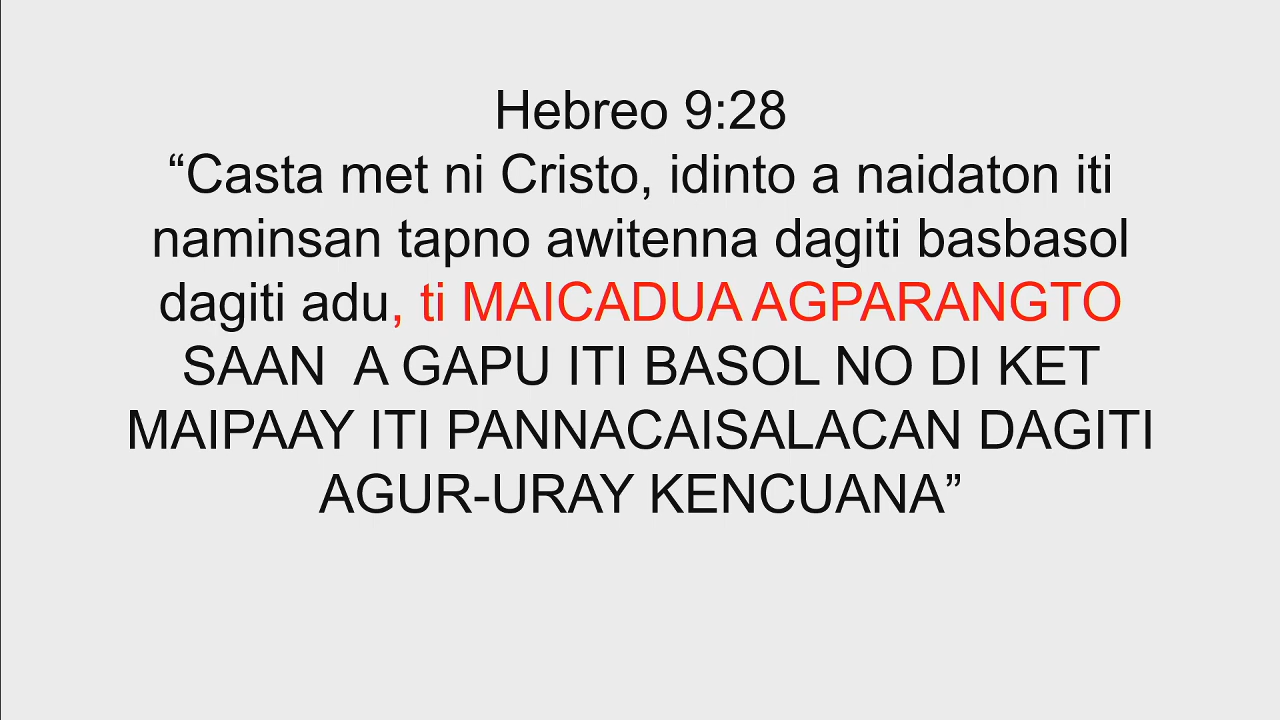 Hebreo 9:28
“Casta met ni Cristo, idinto a naidaton iti
naminsan tapno awitenna dagiti basbasol
dagiti adu, ti MAICADUA AGPARANGTO
SAAN  A GAPU ITI BASOL NO DI KET
MAIPAAY ITI PANNACAISALACAN DAGITI
AGUR-URAY KENCUANA”